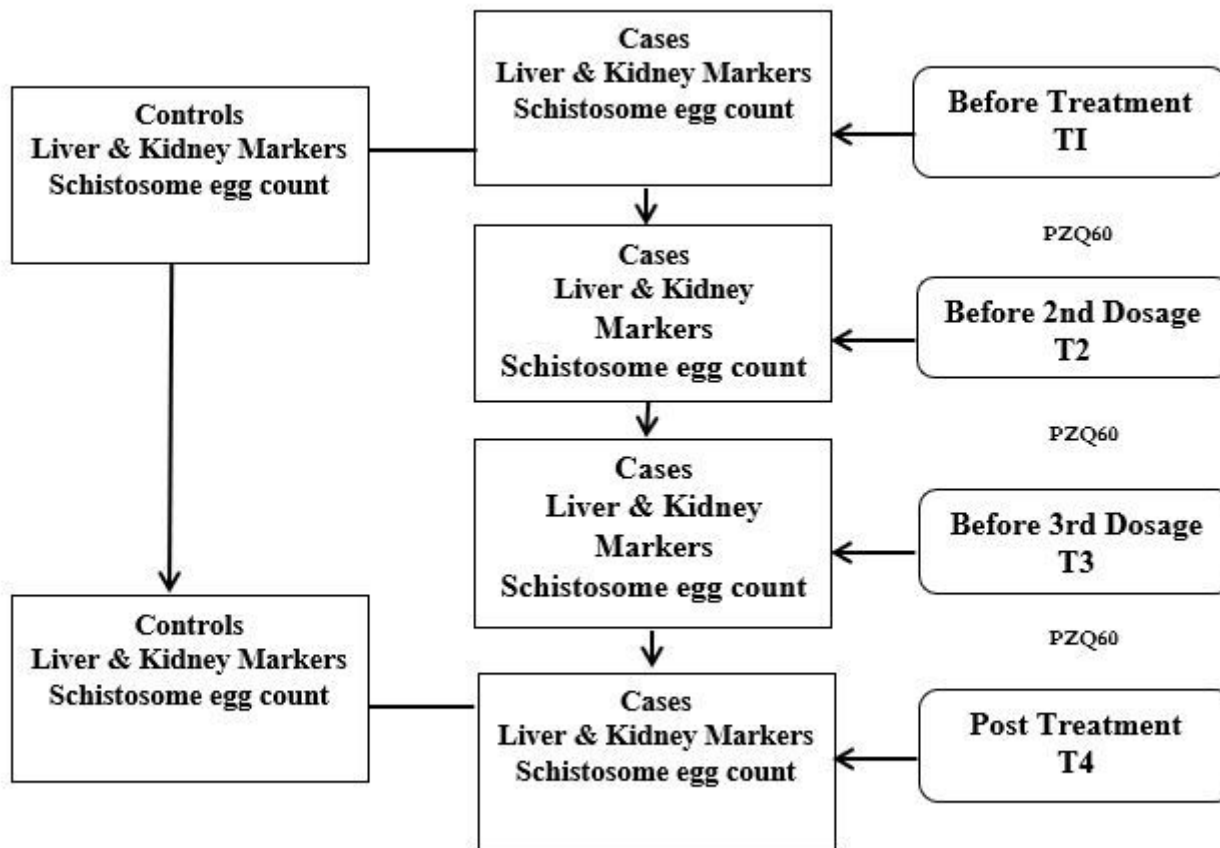 Cases
Liver & Kidney Markers
Schistosome egg count
Controls
Liver & Kidney Markers
Schistosome egg count
Before Treatment
TI
PZQ60
Cases
Liver & Kidney
Markers
Schistosome egg count
Before 2nd Dosage
T2
PZQ60
Cases
Liver & Kidney
Markers
Schistosome egg count
Before 3rd Dosage
T3
PZQ60
Controls
Liver & Kidney Markers
Schistosome egg count
Cases
Liver & Kidney Markers
Schistosome egg count
Post Treatment
T4